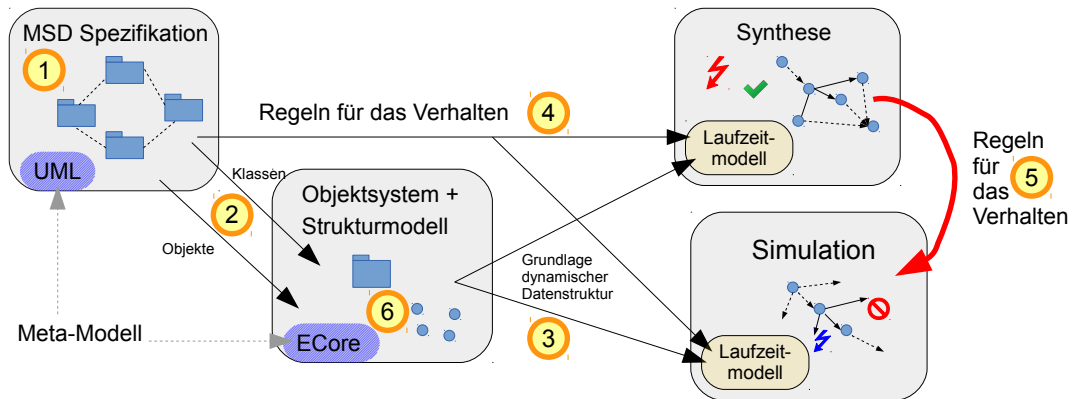 MSD Spezifikation
1
UML
Regeln für das Verhalten
4
Klassen
2
Objekte
Objektsystem +
Strukturmodell
6
ECore
Meta-Modell
Grundlage
dynamischer
Datenstruktur
3
Synthese
Laufzeit-
modell
Regeln
für
das
Verhalten
5
Simulation
Laufzeit-
modell